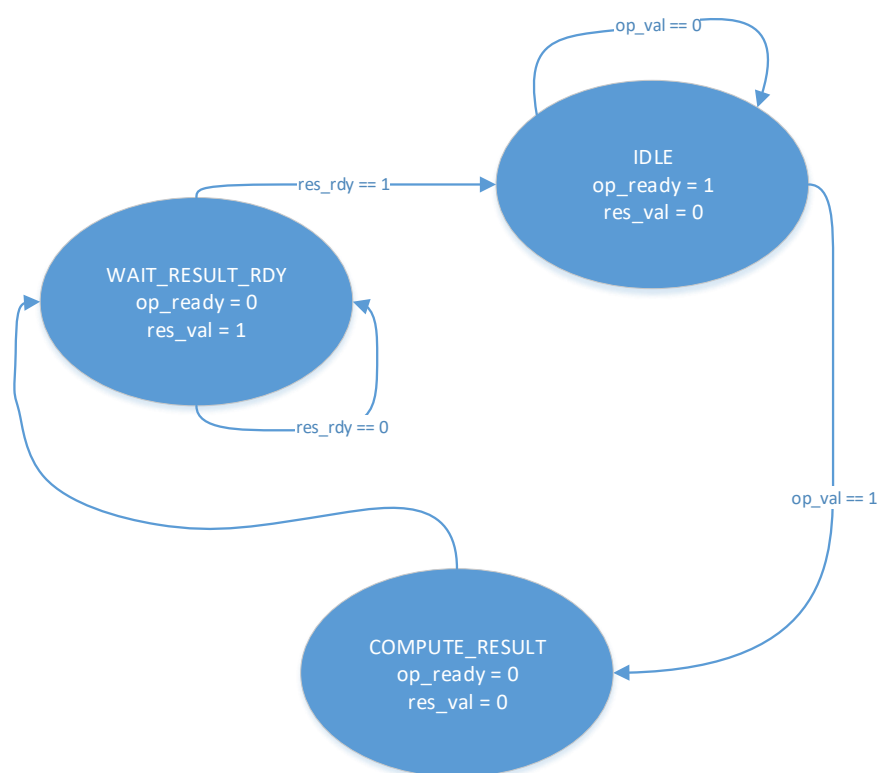 op_val == 0
IDLE
op_ready = 1
res_val = 0
res_rdy == 1
WAIT_RESULT_RDY
op_ready = 0
res_val = 1
res_rdy == 0
op_val == 1
COMPUTE_RESULT
op_ready = 0
res_val = 0